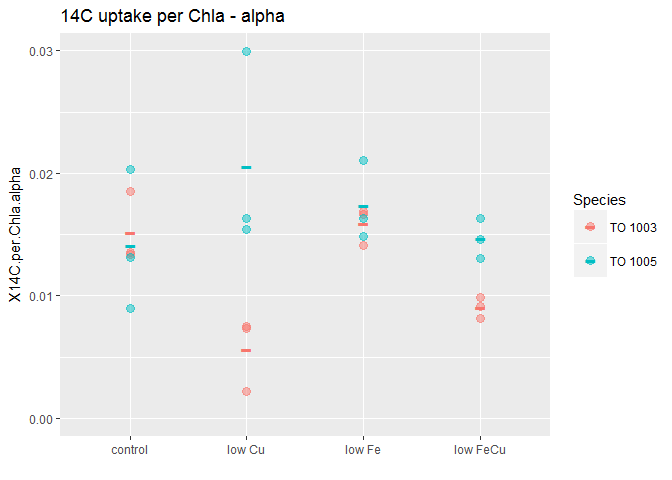 14C uptake per Chla - alpha
0.03
0.02
0.01
0.00
X14C.per.Chla.alpha
control
low Cu
low Fe
low FeCu
Species
TO 1003
TO 1005